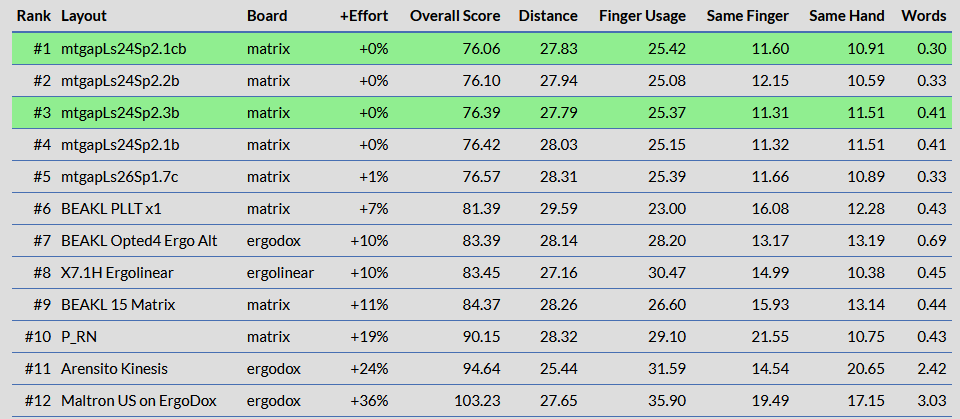 Rank Layout Board +Effort Overall Score Distance Finger Usage Same Finger Same Hand Words
#1 mtgapLs24Sp2.1cb matrix +0% 76.06 27.83 25.42 11.60 10.91 0.30
#2 mtgapLs24Sp2.2b matrix +0% 76.10 27.94 25.08 12.15 10.59 0.33
#3 mtgapLs24Sp2.3b matrix +0% 76.39 27.79 25.37 11.31 11.51 0.41
#4 mtgapLs24Sp2.1b matrix +0% 76.42 28.03 25.15 11.32 11.51 0.41
#5 mtgapLs26Sp1.7c matrix +1% 76.57 28.31 25.39 11.66 10.89 0.33
#6 BEAKL PLLT x1 matrix +7% 81.39 29.59 23.00 16.08 12.28 0.43
#7 BEAKL Opted4 Ergo Alt ergodox +10% 83.39 28.14 28.20 13.17 13.19 0.69
#8 X7.1H Ergolinear ergolinear +10% 83.45 27.16 30.47 14.99 10.38 0.45
#9 BEAKL 15 Matrix matrix +11% 84.37 28.26 26.60 15.93 13.14 0.44
#10 P_RN matrix +19% 90.15 28.32 29.10 21.55 10.75 0.43
#11 Arensito Kinesis ergodox +24% 94.64 25.44 31.59 14.54 20.65 2.42
#12 Maltron US on ErgoDox ergodox +36% 103.23 27.65 35.90 19.49 17.15 3.03